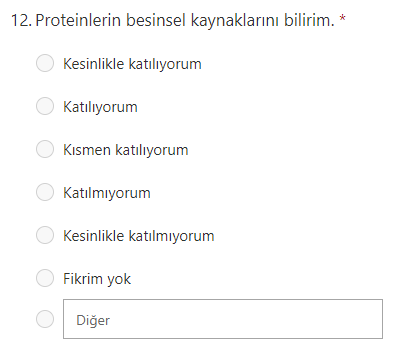 12. Proteinlerin besinsel kaynaklarını bilirim. *
Kesinlikle katılıyorum
Katılıyorum
Kısmen katılıyorum
Katılmıyorum
Kesinlikle katılmıyorum
Fikrim yok
Diğer